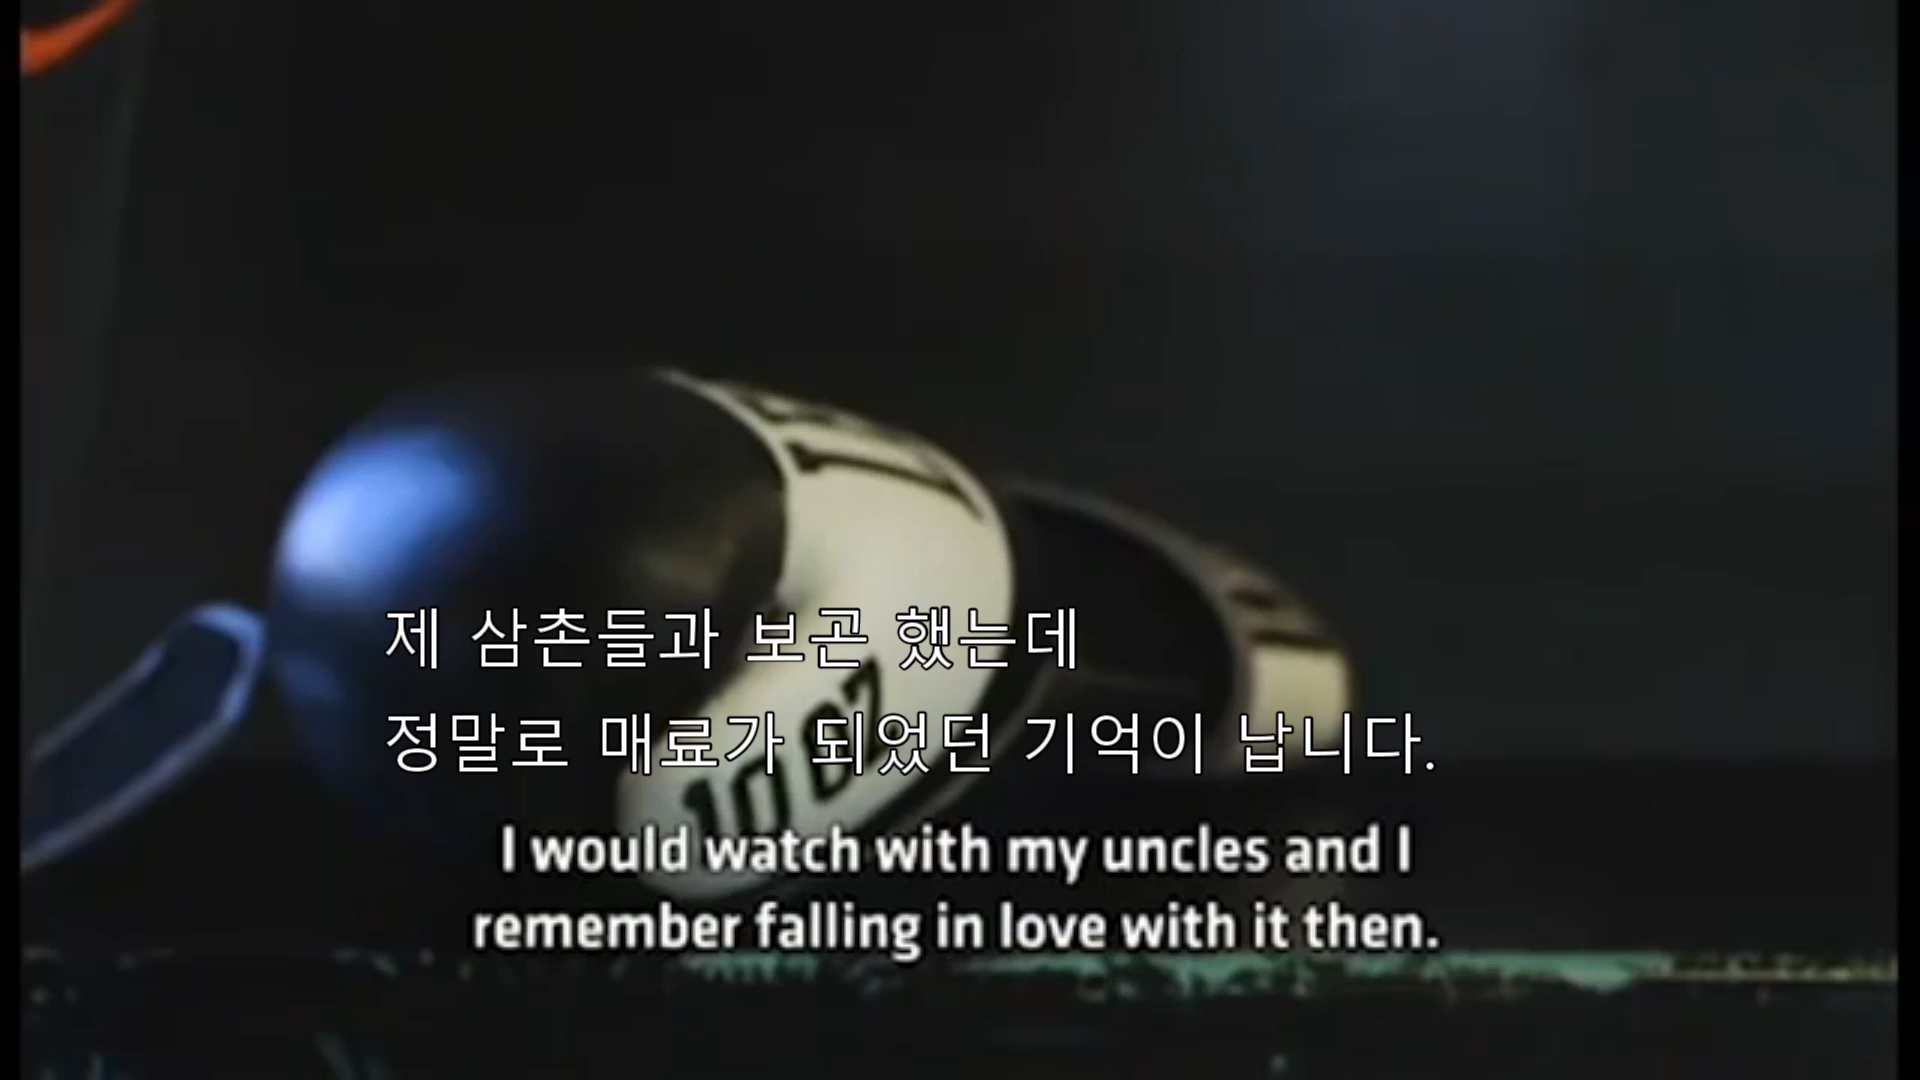 제 삼촌들과 보곤 했는데
정말로 매료가 되었던 기억이 납니다.
10 oz
I would watch with my uncles and I
remember falling in love with it then.